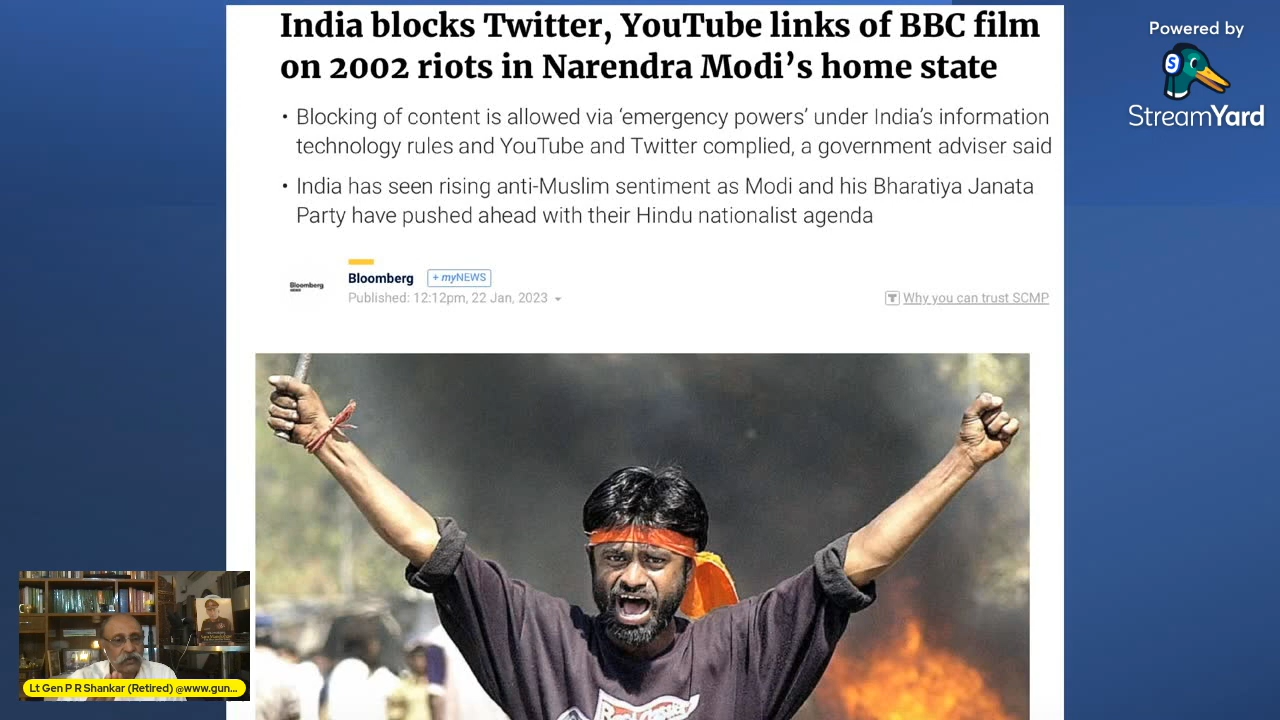 India blocks Twitter, YouTube links of BBC film
on 2002 riots in Narendra Modi’s home state
Powered by
S
StreamYard
• Blocking of content is allowed via ‘emergency powers’ under India’s information
technology rules and YouTube and Twitter complied, a government adviser said
• India has seen rising anti-Muslim sentiment as Modi and his Bharatiya Janata
Party have pushed ahead with their Hindu nationalist agenda
Bloomberg
Bloomberg + myNEWS
Published: 12:12pm, 22 Jan, 2023
Why you can trust SCMP
Lt Gen P R Shankar (Retired) @www.gun...